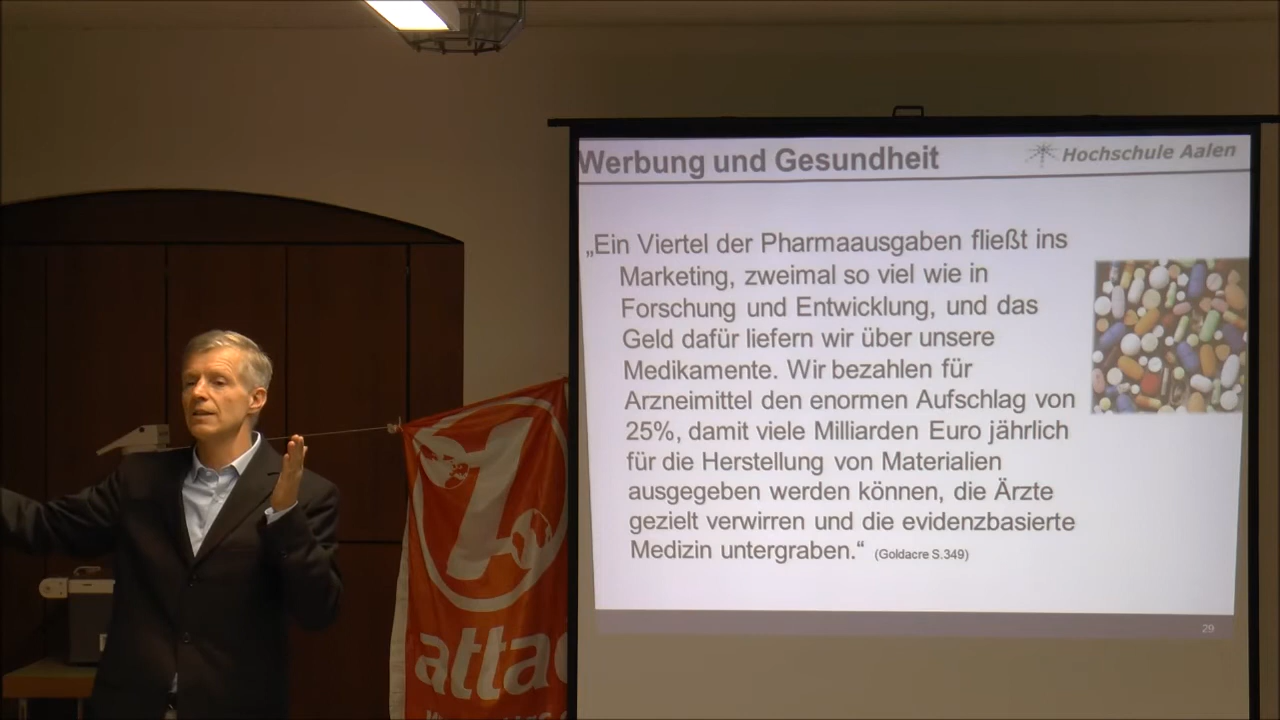 Werbung und Gesundheit
Hochschule Aalen
„Ein Viertel der Pharmaausgaben fließt ins
Marketing, zweimal so viel wie in
Forschung und Entwicklung, und das
Geld dafür liefern wir über unsere
Medikamente. Wir bezahlen für
Arzneimittel den enormen Aufschlag von
25%, damit viele Milliarden Euro jährlich
für die Herstellung von Materialien
ausgegeben werden können, die Ärzte
gezielt verwirren und die evidenzbasierte
Medizin untergraben.“ (Goldacre S.349)
29
attac